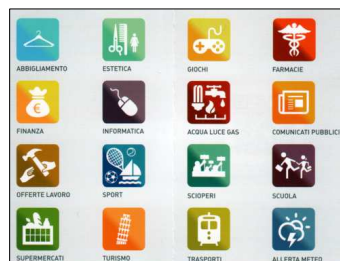 ABBIGLIAMENTO ESTETICA GIOCHI FARMACIE
FINANZA INFORMATICA ACQUA LUCE GAS COMUNICATI PUBBLICI
OFFERTE LAVORO SPORT SCIOPERI SCUOLA
SUPERMERCATI TURISMO TRASPORTI ALLERTA METEO